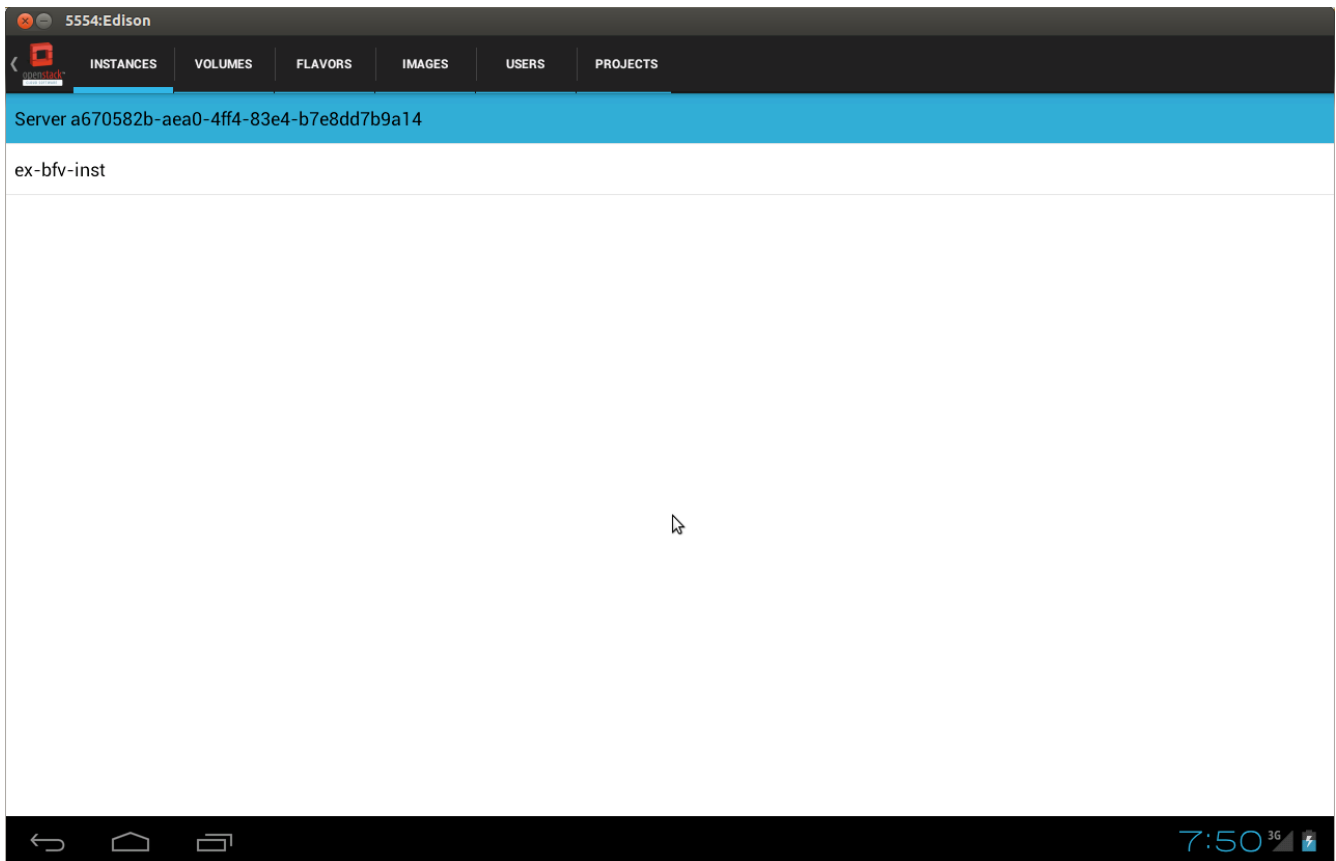 5554:Edison
openstack™
INSTANCES VOLUMES FLAVORS IMAGES USERS PROJECTS
Server a670582b-aea0-4ff4-83e4-b7e8dd7b9a14
ex-bfv-inst
7:50 3G